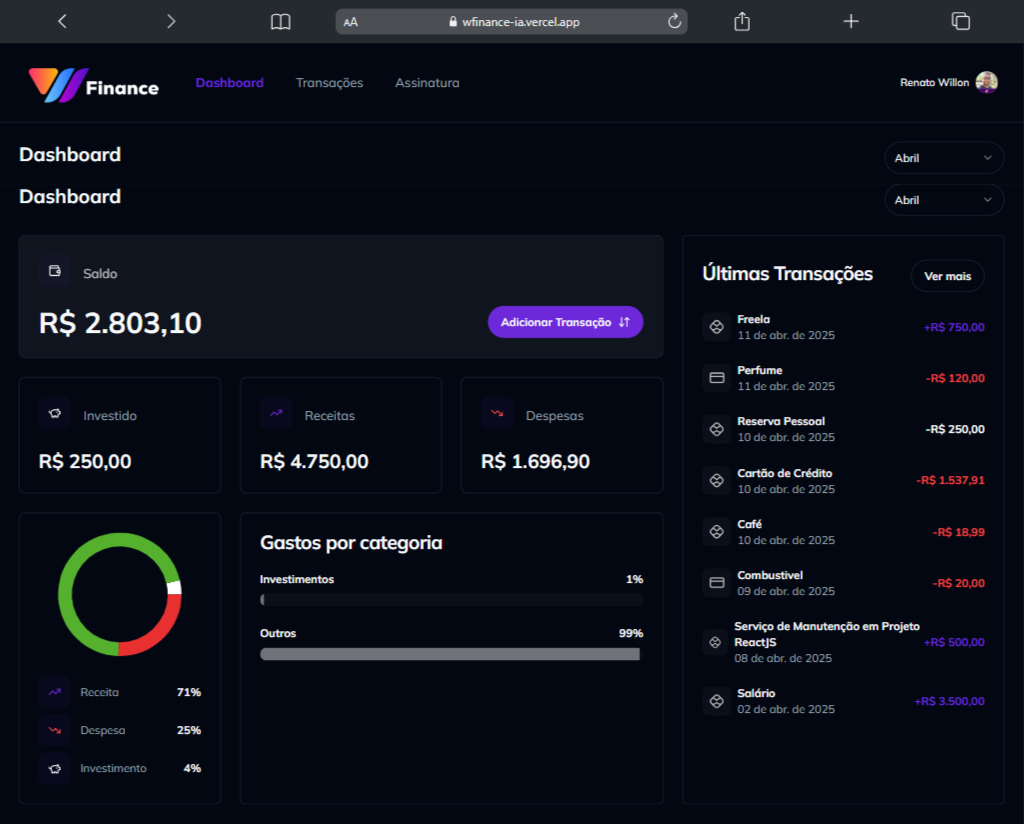 AA
wfinance-ia.vercel.app
Finance
Dashboard
Transações
Assinatura
Renato Willon
Dashboard
Abril
Dashboard
Abril
Saldo
R$ 2.803,10
Adicionar Transação
Investido
R$ 250,00
Receitas
R$ 4.750,00
Despesas
R$ 1.696,90
Receita 71%
Despesa 25%
Investimento 4%
Gastos por categoria
Investimentos 1%
Outros 99%
Últimas Transações
Ver mais
Freela
11 de abr. de 2025
+R$ 750,00
Perfume
11 de abr. de 2025
-R$ 120,00
Reserva Pessoal
10 de abr. de 2025
-R$ 250,00
Cartão de Crédito
10 de abr. de 2025
-R$ 1.537,91
Café
10 de abr. de 2025
-R$ 18,99
Combustivel
09 de abr. de 2025
-R$ 20,00
Serviço de Manutenção em Projeto
ReactJS
08 de abr. de 2025
+R$ 500,00
Salário
02 de abr. de 2025
+R$ 3.500,00